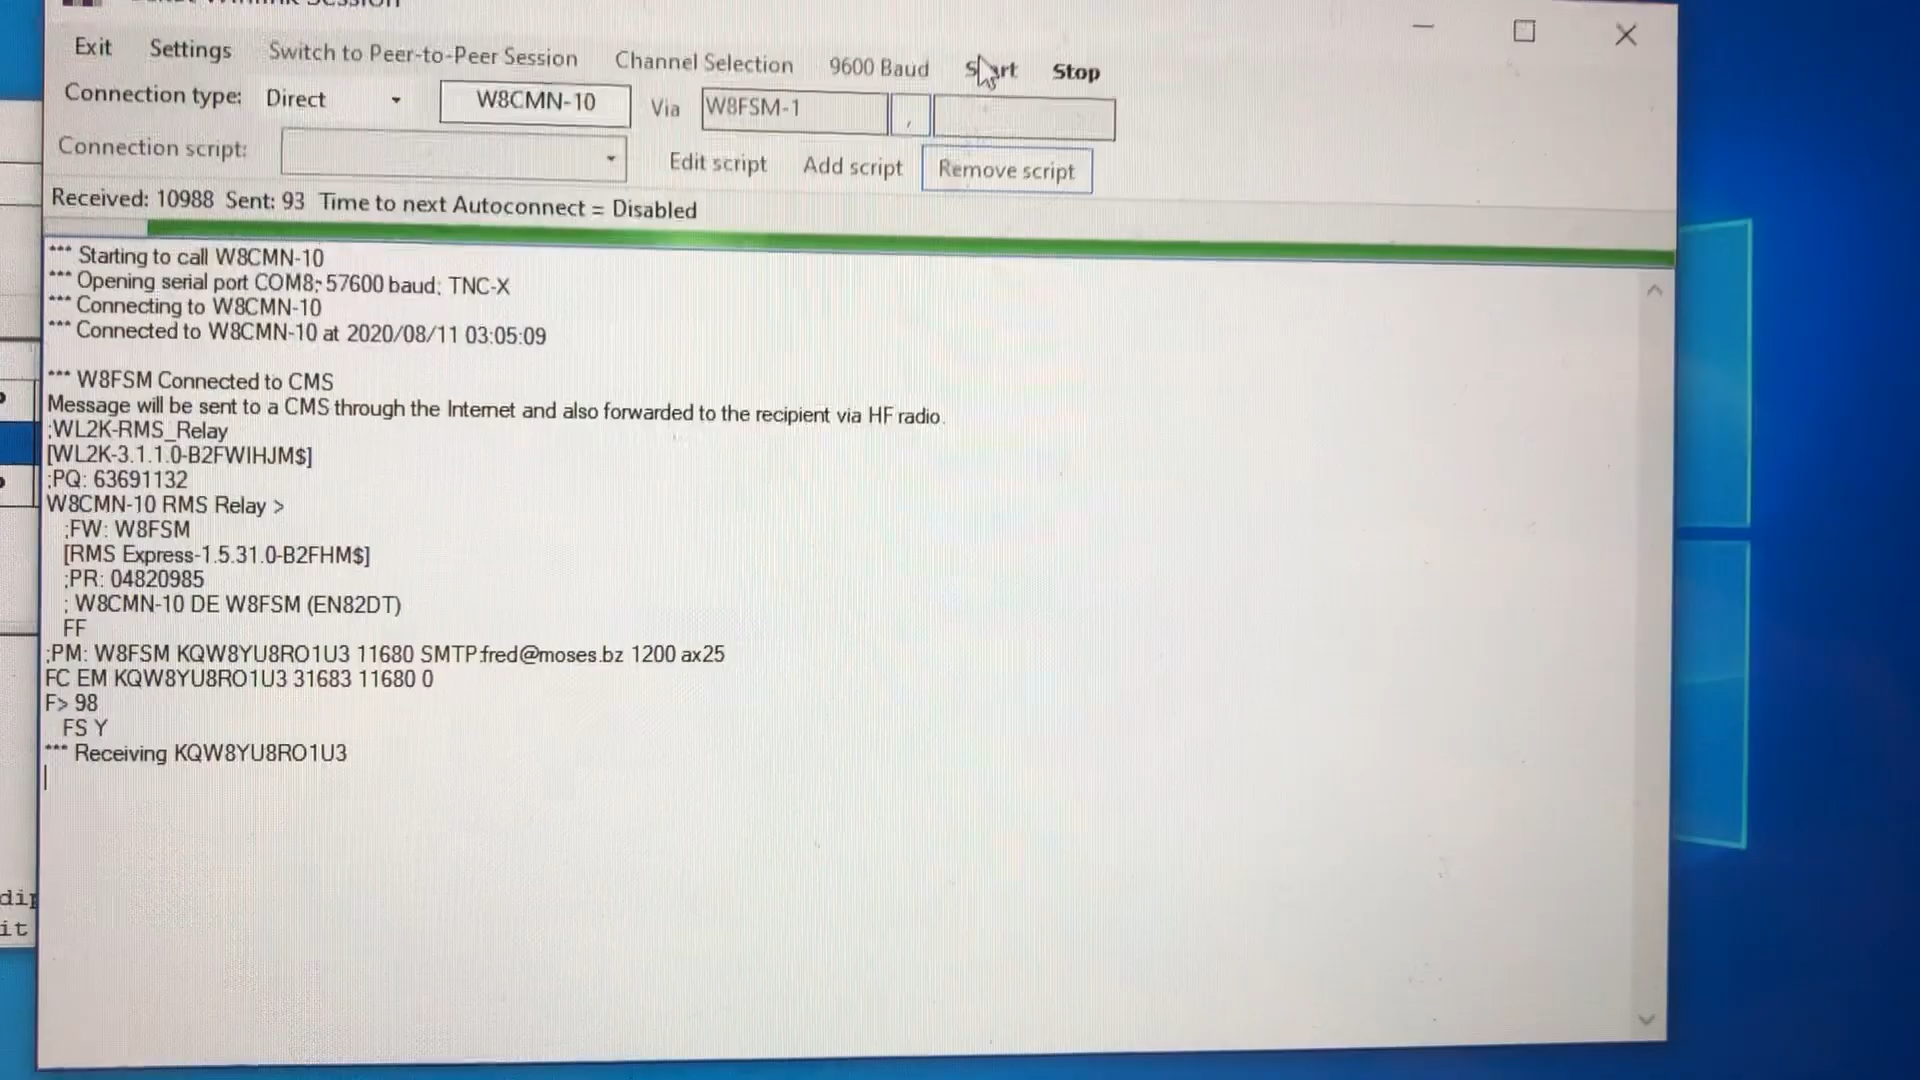 Winlink Session
Exit Settings Switch to Peer-to-Peer Session Channel Selection 9600 Baud Start Stop
Connection type: Direct W8CMN-10 Via W8FSM-1 ,
Connection script: Edit script Add script Remove script
Received: 10988 Sent: 93 Time to next Autoconnect = Disabled
*** Starting to call W8CMN-10
*** Opening serial port COM8; 57600 baud; TNC-X
*** Connecting to W8CMN-10
*** Connected to W8CMN-10 at 2020/08/11 03:05:09
*** W8FSM Connected to CMS
Message will be sent to a CMS through the Internet and also forwarded to the recipient via HF radio.
;WL2K-RMS_Relay
[WL2K-3.1.1.0-B2FWIHJM$]
;PQ: 63691132
W8CMN-10 RMS Relay >
;FW: W8FSM
[RMS Express-1.5.31.0-B2FHM$]
;PR: 04820985
; W8CMN-10 DE W8FSM (EN82DT)
FF
;PM: W8FSM KQW8YU8RO1U3 11680 SMTP:fred@moses.bz 1200 ax25
FC EM KQW8YU8RO1U3 31683 11680 0
F> 98
FS Y
*** Receiving KQW8YU8RO1U3
it